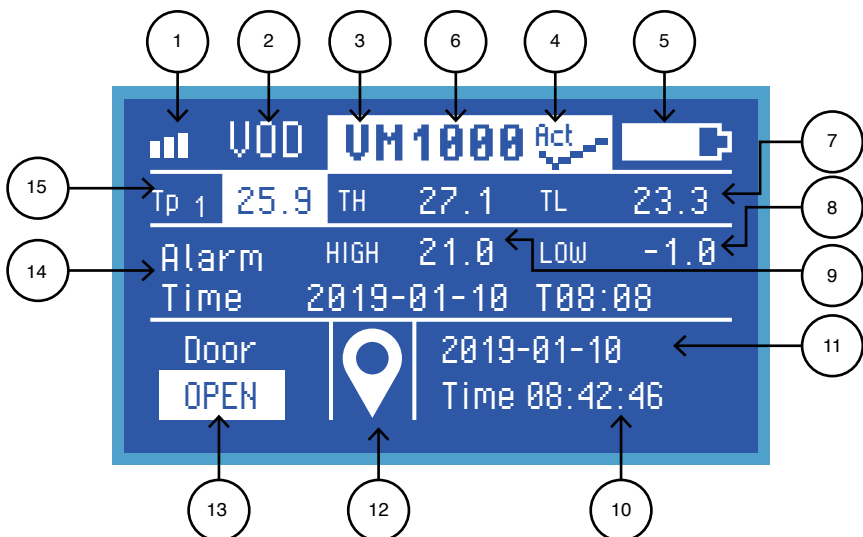 1 2 3 6 4 5
VOD VM1000 Act
7
15
Tp 1 25.9 TH 27.1 TL 23.3
8
Alarm HIGH 21.0 LOW -1.0
14
9
Time 2019-01-10 T08:08
Door 2019-01-10
11
OPEN Time 08:42:46
13 12 10